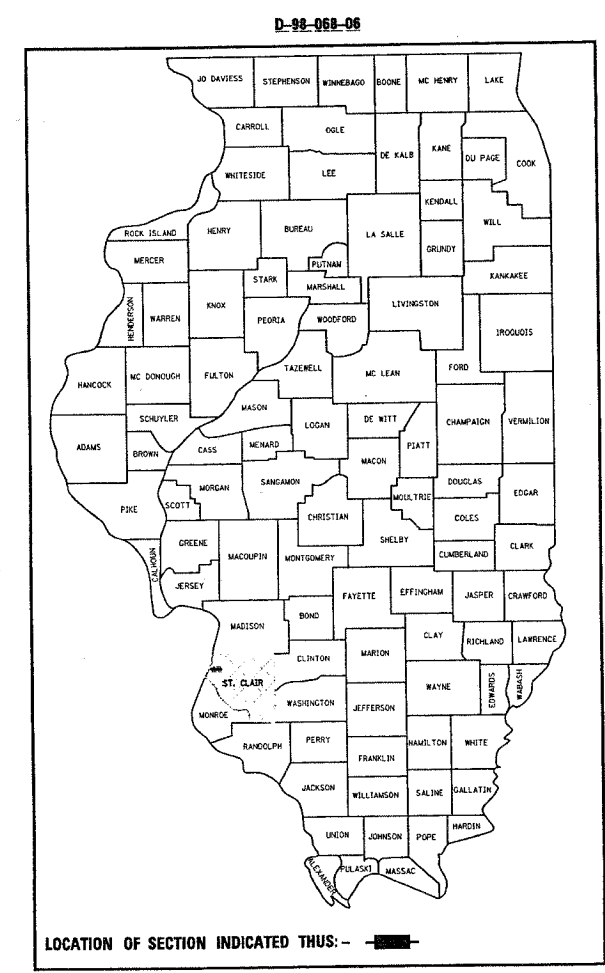 D-98-068-06
JO DAVIESS STEPHENSON WINNEBAGO BOONE MC HENRY LAKE
CARROLL OGLE DE KALB KANE DU PAGE COOK
WHITESIDE LEE
KENDALL WILL
ROCK ISLAND HENRY BUREAU LA SALLE GRUNDY
MERCER PUTNAM KANKAKEE
STARK MARSHALL
HENDERSON WARREN KNOX PEORIA WOODFORD LIVINGSTON IROQUOIS
HANCOCK MC DONOUGH FULTON TAZEWELL MC LEAN FORD
SCHUYLER MASON LOGAN DE WITT CHAMPAIGN VERMILION
ADAMS BROWN CASS MENARD MACON PIATT
PIKE SCOTT MORGAN SANGAMON MOULTRIE DOUGLAS EDGAR
CHRISTIAN COLES
CALHOUN GREENE MACOUPIN MONTGOMERY SHELBY CUMBERLAND CLARK
JERSEY FAYETTE EFFINGHAM JASPER CRAWFORD
MADISON BOND CLAY RICHLAND LAWRENCE
CLINTON MARION
ST. CLAIR WAYNE EDWARDS WABASH
MONROE WASHINGTON JEFFERSON
RANDOLPH PERRY FRANKLIN HAMILTON WHITE
JACKSON WILLIAMSON SALINE GALLATIN
UNION JOHNSON POPE HARDIN
ALEXANDER PULASKI MASSAC
LOCATION OF SECTION INDICATED THUS:-